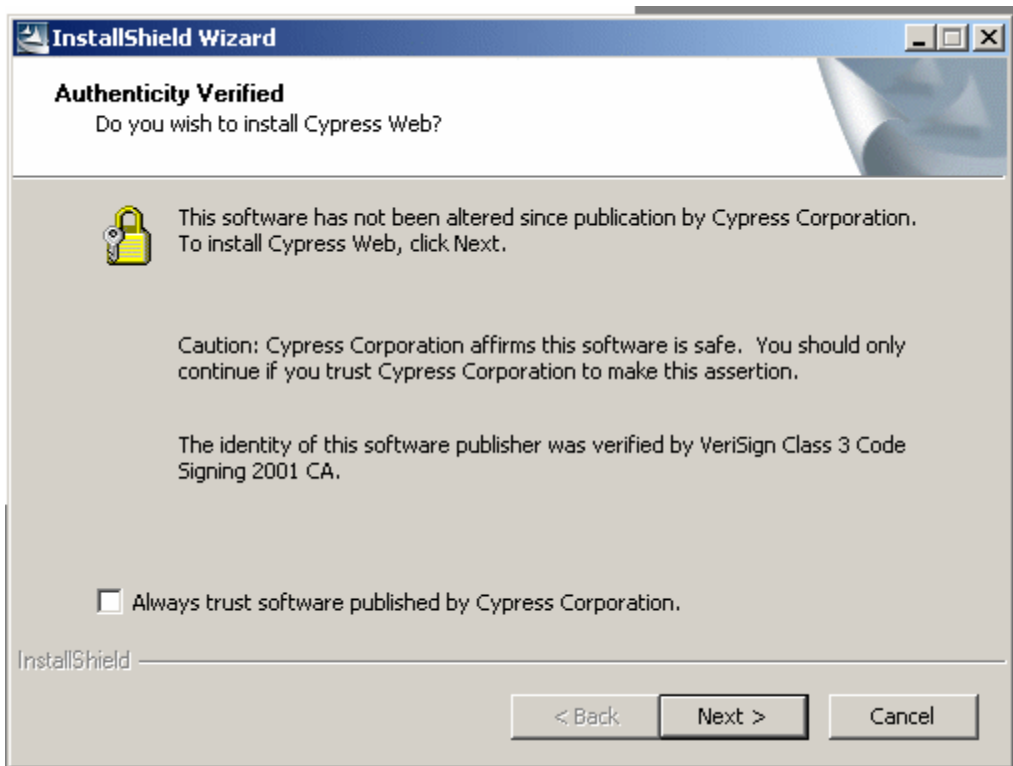 InstallShield Wizard
Authenticity Verified
Do you wish to install Cypress Web?
This software has not been altered since publication by Cypress Corporation.
To install Cypress Web, click Next.
Caution: Cypress Corporation affirms this software is safe.  You should only
continue if you trust Cypress Corporation to make this assertion.
The identity of this software publisher was verified by VeriSign Class 3 Code
Signing 2001 CA.
Always trust software published by Cypress Corporation.
InstallShield
< Back
Next >
Cancel